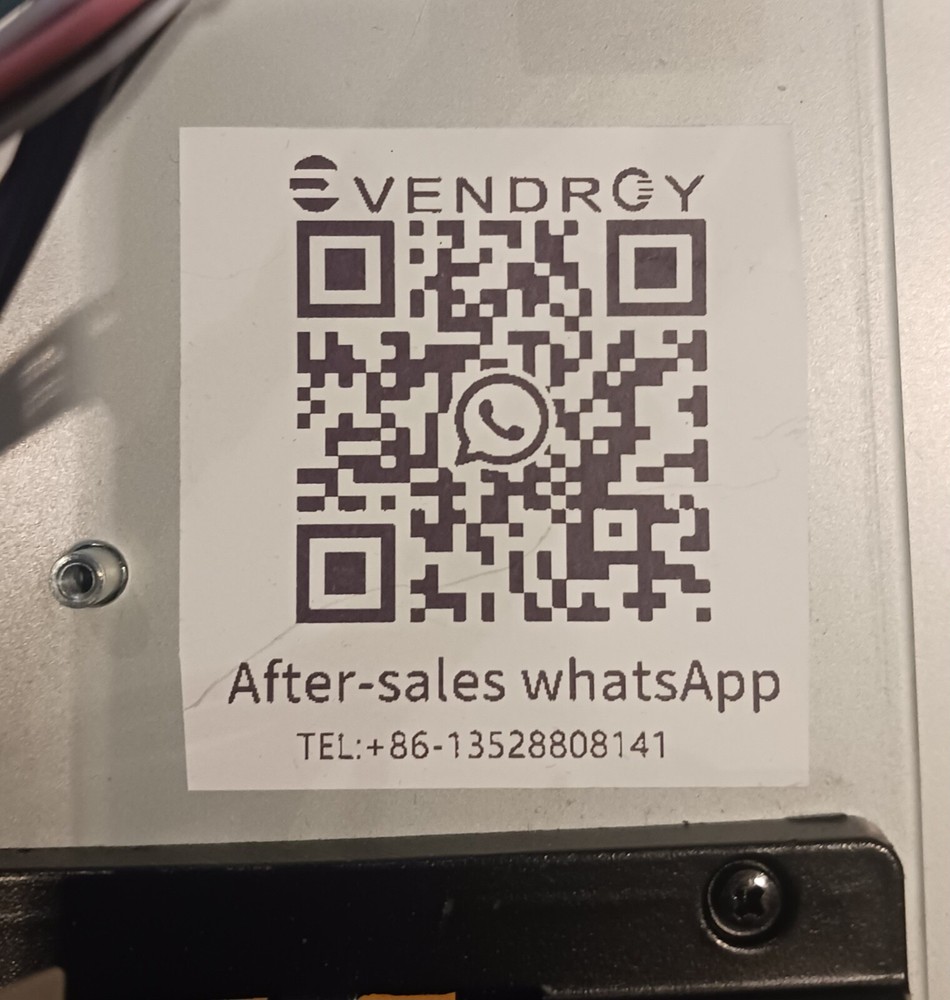 EVENDROY
After-sales whatsApp
TEL:+86-13528808141